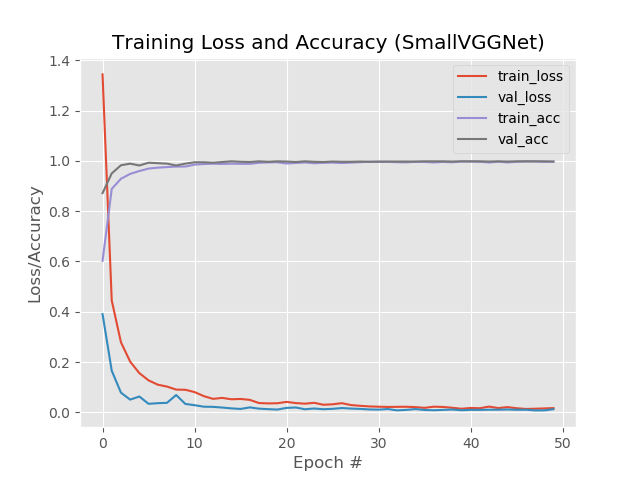 Training Loss and Accuracy (SmallVGGNet)
1.4
1.2
1.0
0.8
0.6
0.4
0.2
0.0
Loss/Accuracy
train_loss
val_loss
train_acc
val_acc
0 10 20 30 40 50
Epoch #